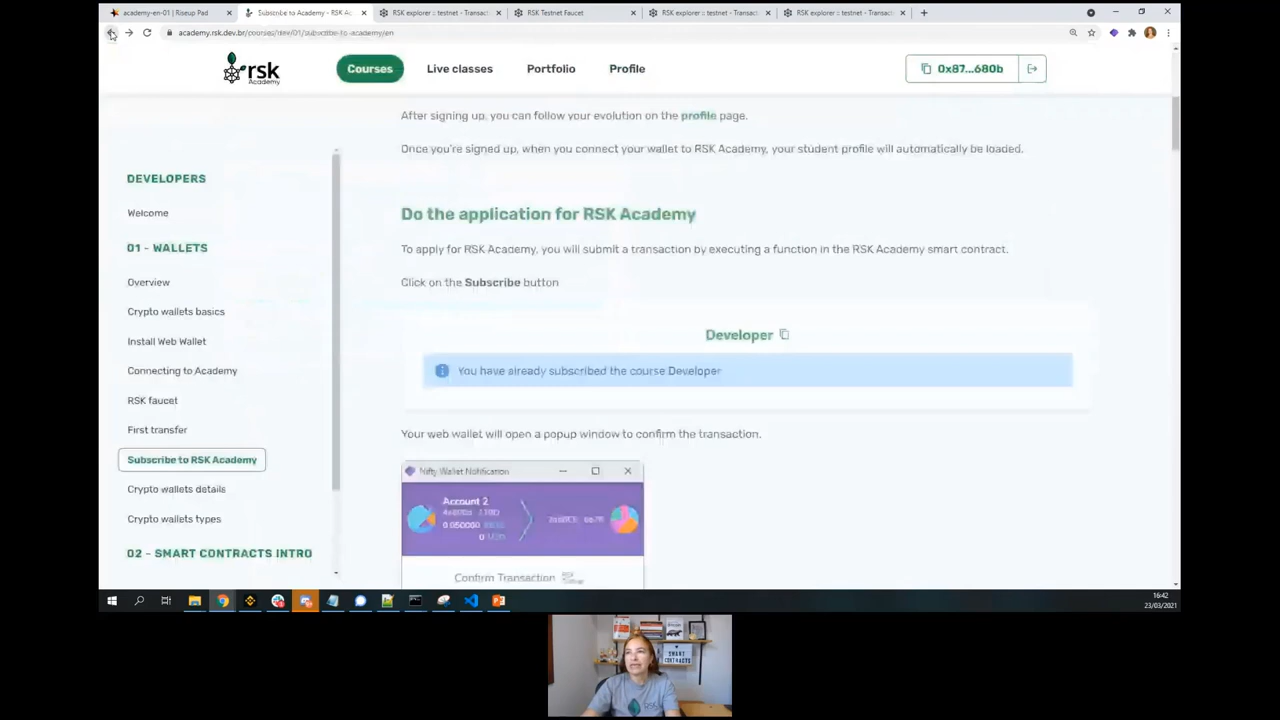 academy-en-01 | Riseup Pad
Subscribe to Academy - RSK Ac
RSK explorer :: testnet - Transact
RSK Testnet Faucet
RSK explorer :: testnet - Transact
RSK explorer :: testnet - Transact
academy.rsk.dev.br/courses/dev/01/subscribe-to-academy/en
rsk
Academy
Courses
Live classes
Portfolio
Profile
0x87...680b
After signing up, you can follow your evolution on the profile page.
Once you're signed up, when you connect your wallet to RSK Academy, your student profile will automatically be loaded.
DEVELOPERS
Welcome
01 - WALLETS
Overview
Crypto wallets basics
Install Web Wallet
Connecting to Academy
RSK faucet
First transfer
Subscribe to RSK Academy
Crypto wallets details
Crypto wallets types
02 - SMART CONTRACTS INTRO
Do the application for RSK Academy
To apply for RSK Academy, you will submit a transaction by executing a function in the RSK Academy smart contract.
Click on the Subscribe button
Developer
You have already subscribed the course Developer
Your web wallet will open a popup window to confirm the transaction.
Nifty Wallet Notification
Account 2
0.050000
0
Confirm Transaction
16:42
23/03/2021
SMART
CONTRACTS
RSK